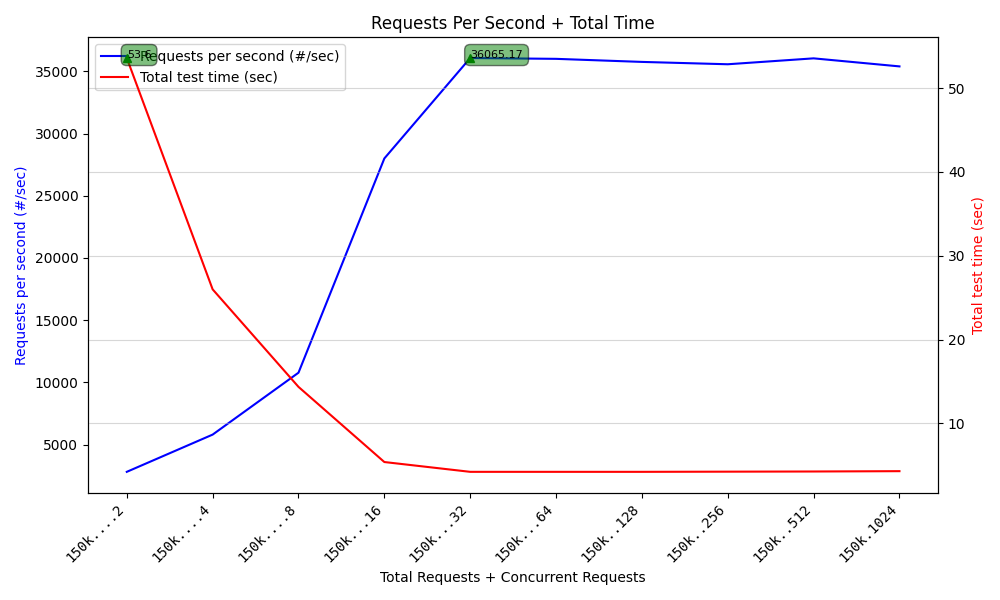 Requests Per Second + Total Time
53.6
Requests per second (#/sec)
Total test time (sec)
36065.17
35000
30000
25000
20000
15000
10000
5000
Requests per second (#/sec)
50
40
30
20
10
Total test time (sec)
150k....2
150k....4
150k....8
150k...16
150k...32
150k...64
150k..128
150k..256
150k..512
150k.1024
Total Requests + Concurrent Requests